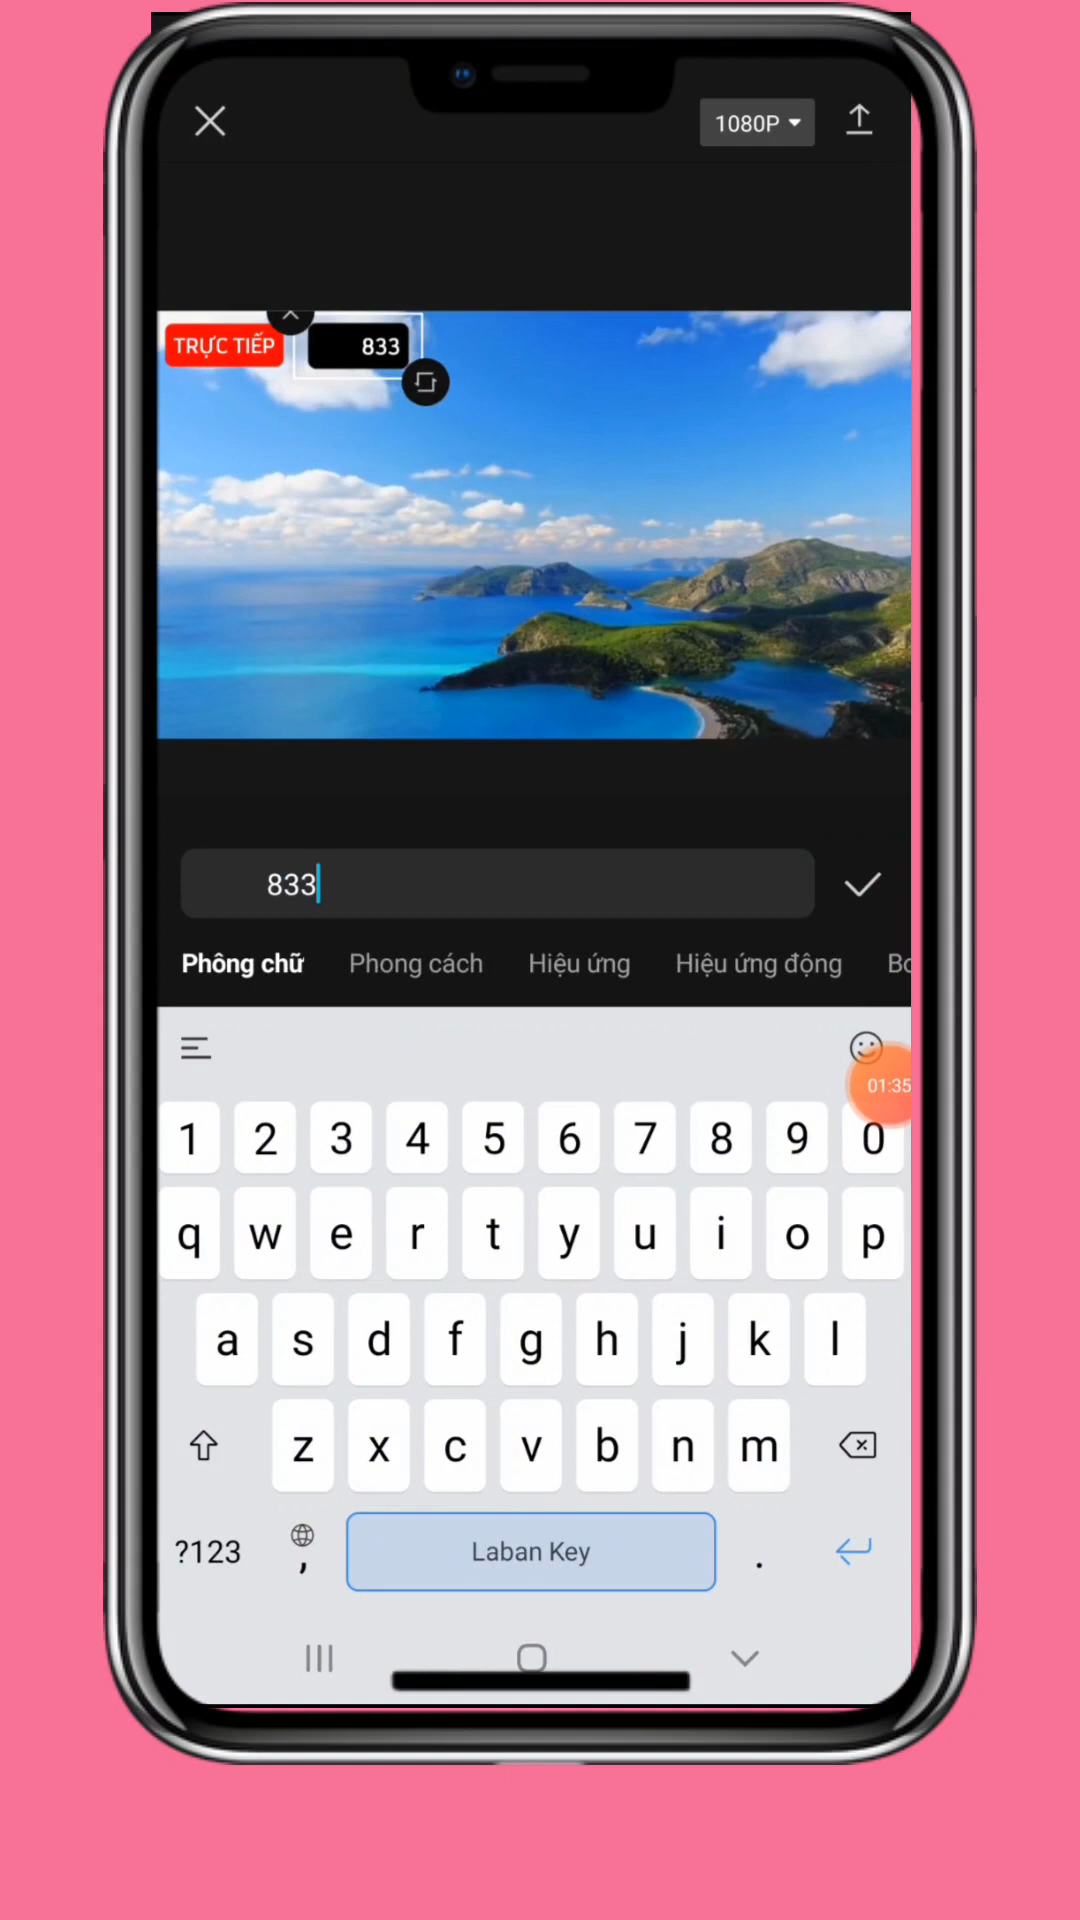 1080P
TRỰC TIẾP
833
833
Phông chữ Phong cách Hiệu ứng Hiệu ứng động
01:35
1 2 3 4 5 6 7 8 9 0
q w e r t y u i o p
a s d f g h j k l
z x c v b n m
?123 , Laban Key .